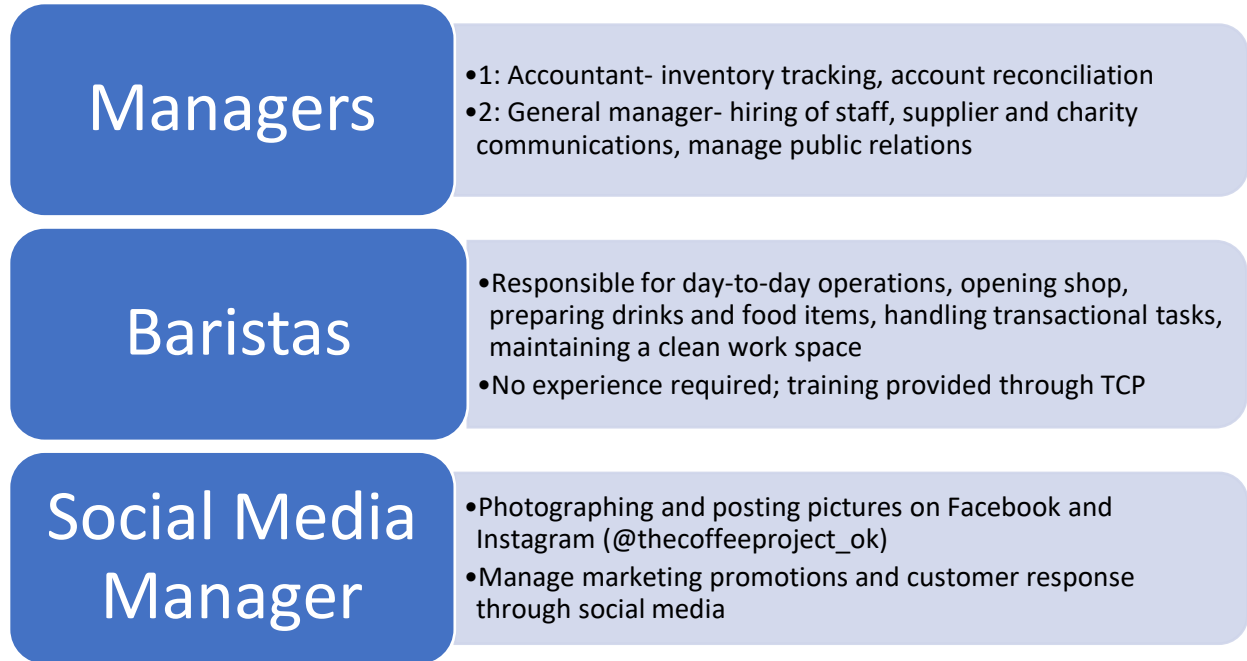 Managers
•1: Accountant- inventory tracking, account reconciliation
•2: General manager- hiring of staff, supplier and charity
communications, manage public relations
Baristas
•Responsible for day-to-day operations, opening shop,
preparing drinks and food items, handling transactional tasks,
maintaining a clean work space
•No experience required; training provided through TCP
Social Media
Manager
•Photographing and posting pictures on Facebook and
Instagram (@thecoffeeproject_ok)
•Manage marketing promotions and customer response
through social media